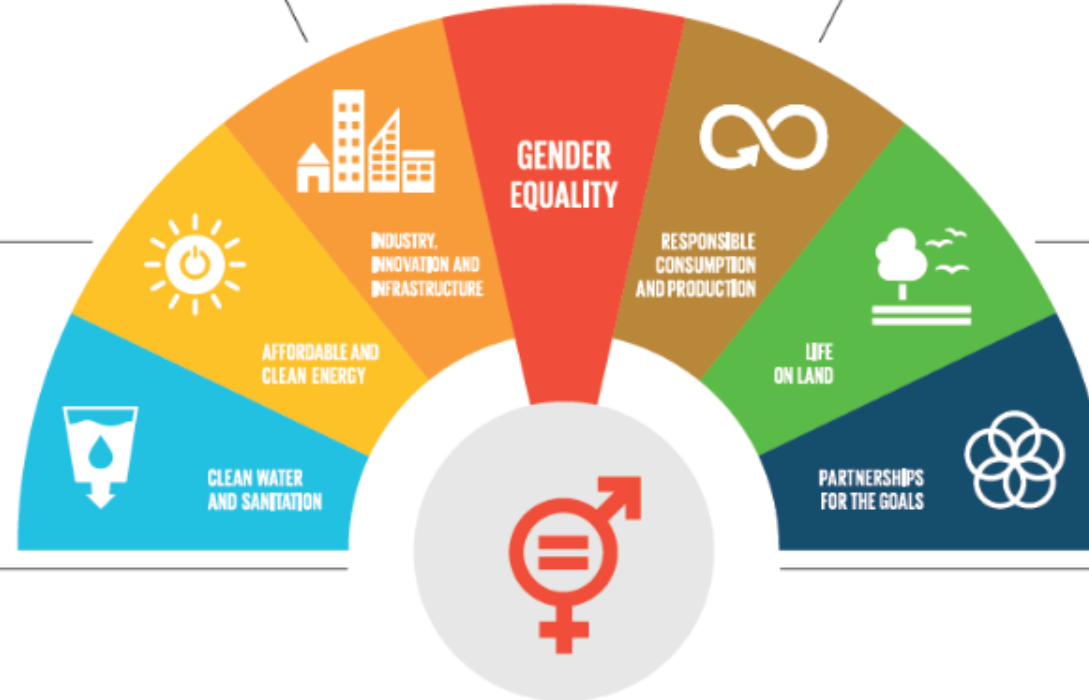 GENDER
EQUALITY
INDUSTRY,
INNOVATION AND
INFRASTRUCTURE
RESPONSIBLE
CONSUMPTION
AND PRODUCTION
AFFORDABLE AND
CLEAN ENERGY
LIFE
ON LAND
CLEAN WATER
AND SANITATION
PARTNERSHIPS
FOR THE GOALS